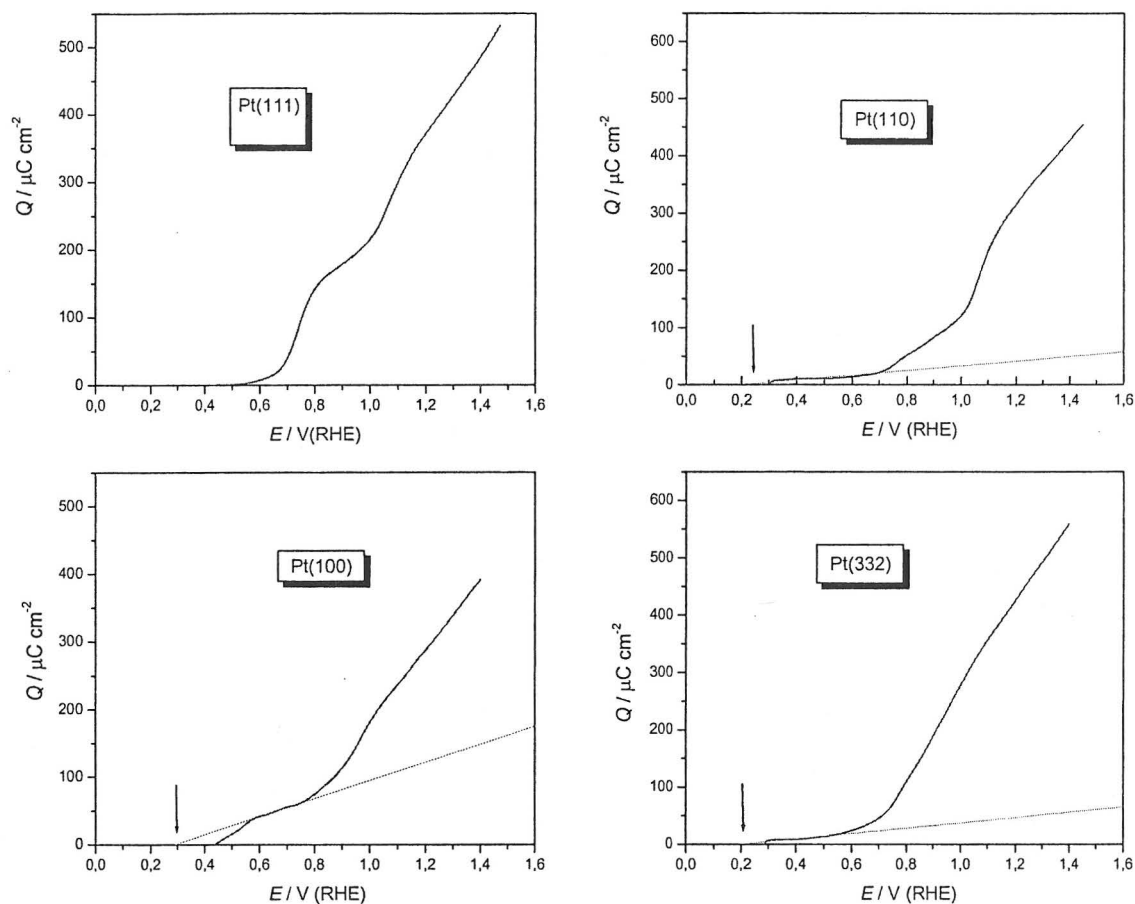 Pt(111)
Q / μC cm⁻²
500
400
300
200
100
0
0,0 0,2 0,4 0,6 0,8 1,0 1,2 1,4 1,6
E / V(RHE)
Pt(110)
Q / μC cm⁻²
600
500
400
300
200
100
0
0,0 0,2 0,4 0,6 0,8 1,0 1,2 1,4 1,6
E / V (RHE)
Pt(100)
Q / μC cm⁻²
500
400
300
200
100
0
0,0 0,2 0,4 0,6 0,8 1,0 1,2 1,4 1,6
E / V (RHE)
Pt(332)
Q / μC cm⁻²
600
500
400
300
200
100
0
0,0 0,2 0,4 0,6 0,8 1,0 1,2 1,4 1,6
E / V (RHE)